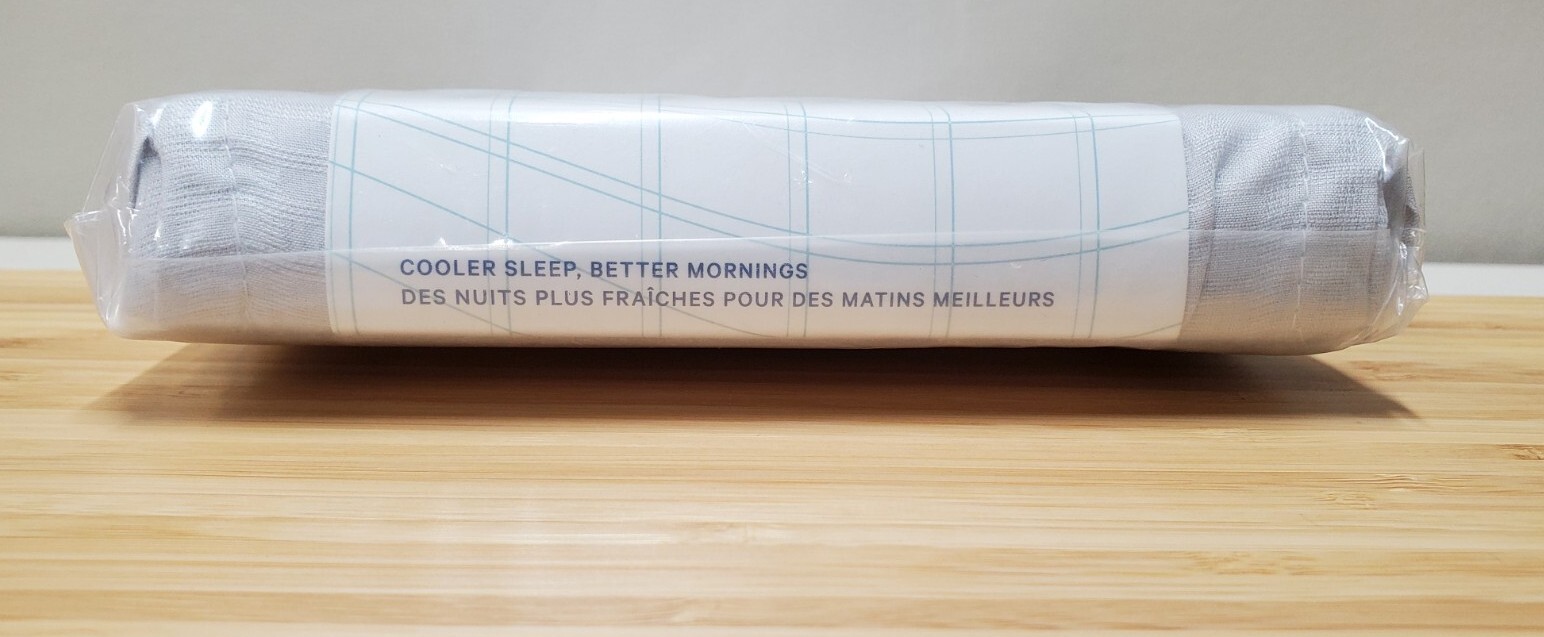 COOLER SLEEP, BETTER MORNINGS
DES NUITS PLUS FRAÎCHES POUR DES MATINS MEILLEURS